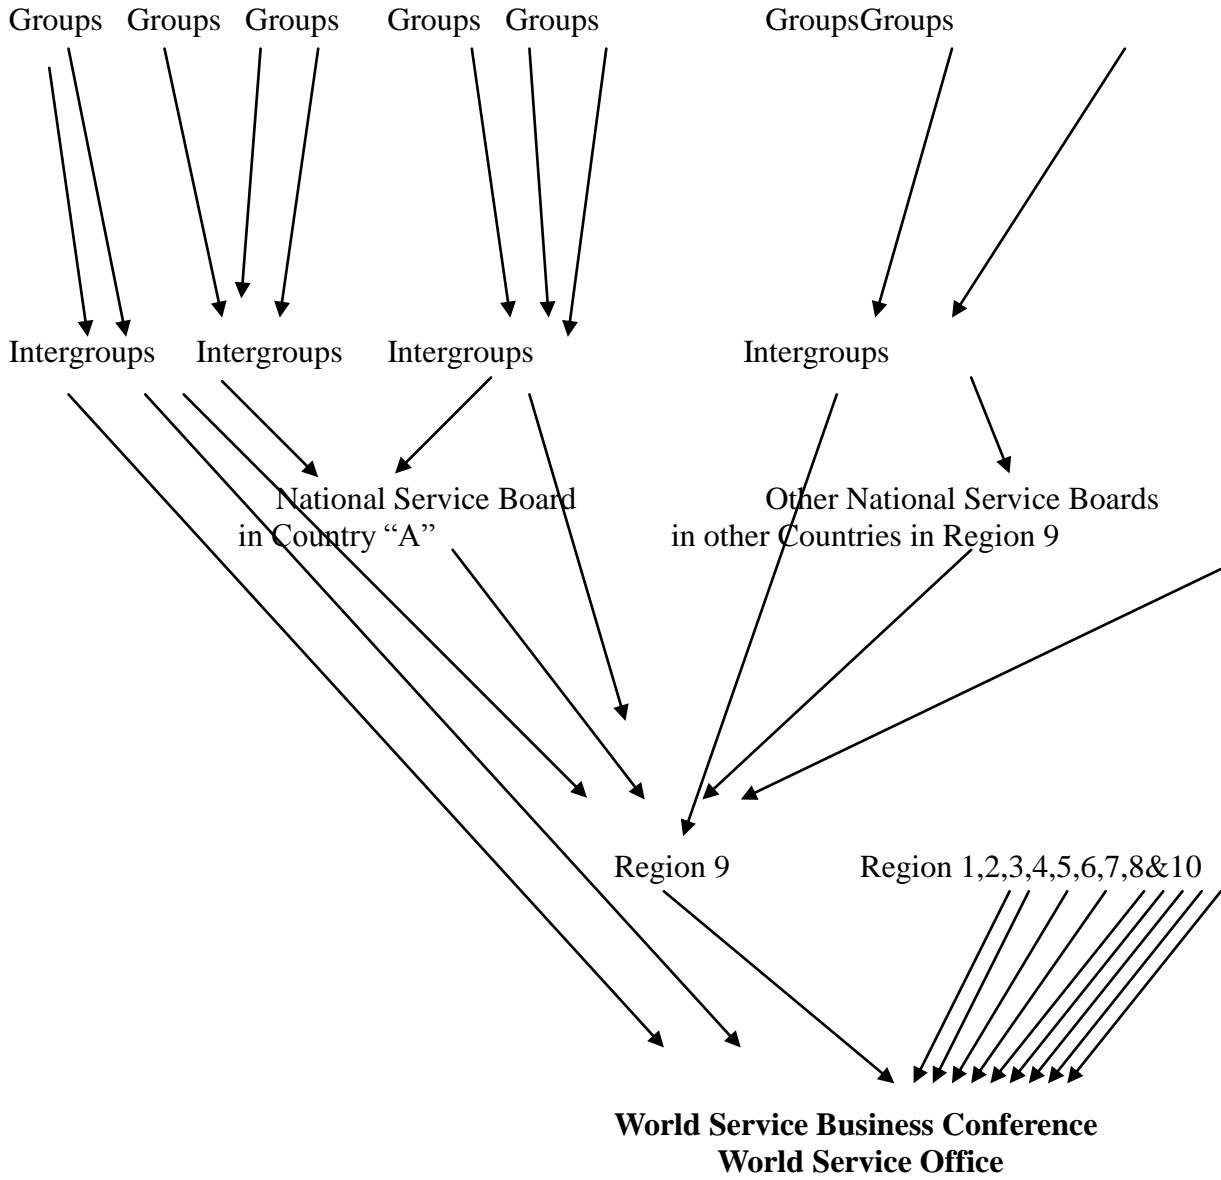 Groups Groups Groups Groups Groups GroupsGroups
Intergroups Intergroups Intergroups Intergroups
National Service Board Other National Service Boards
in Country “A” in other Countries in Region 9
Region 9 Region 1,2,3,4,5,6,7,8&10
World Service Business Conference
World Service Office